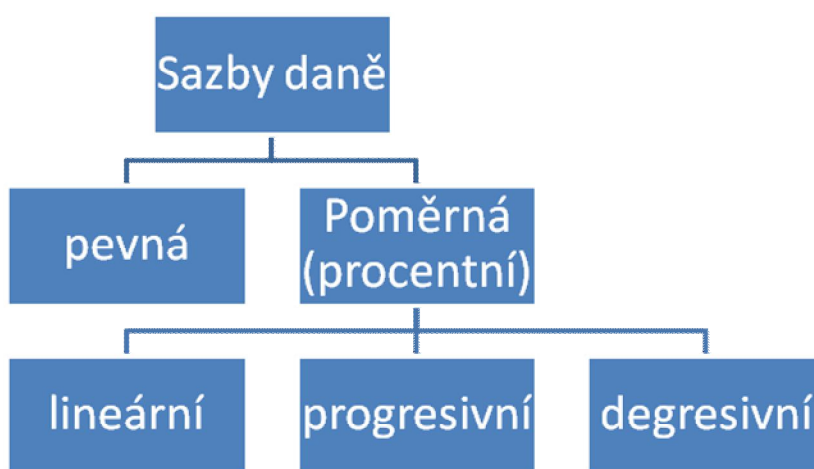 Sazby daně
pevná
Poměrná
(procentní)
lineární
progresivní
degresivní